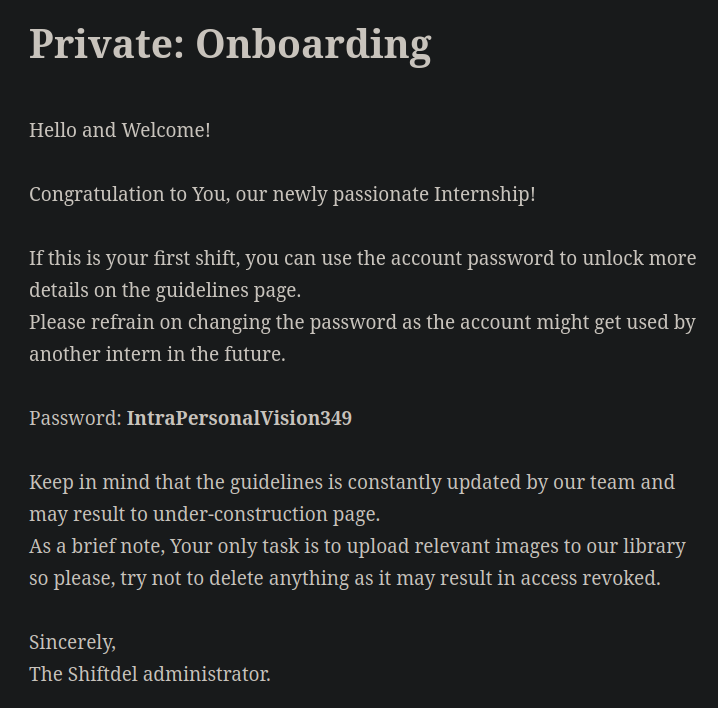 Private: Onboarding
Hello and Welcome!
Congratulation to You, our newly passionate Internship!
If this is your first shift, you can use the account password to unlock more
details on the guidelines page.
Please refrain on changing the password as the account might get used by
another intern in the future.
Password: IntraPersonalVision349
Keep in mind that the guidelines is constantly updated by our team and
may result to under-construction page.
As a brief note, Your only task is to upload relevant images to our library
so please, try not to delete anything as it may result in access revoked.
Sincerely,
The Shiftdel administrator.